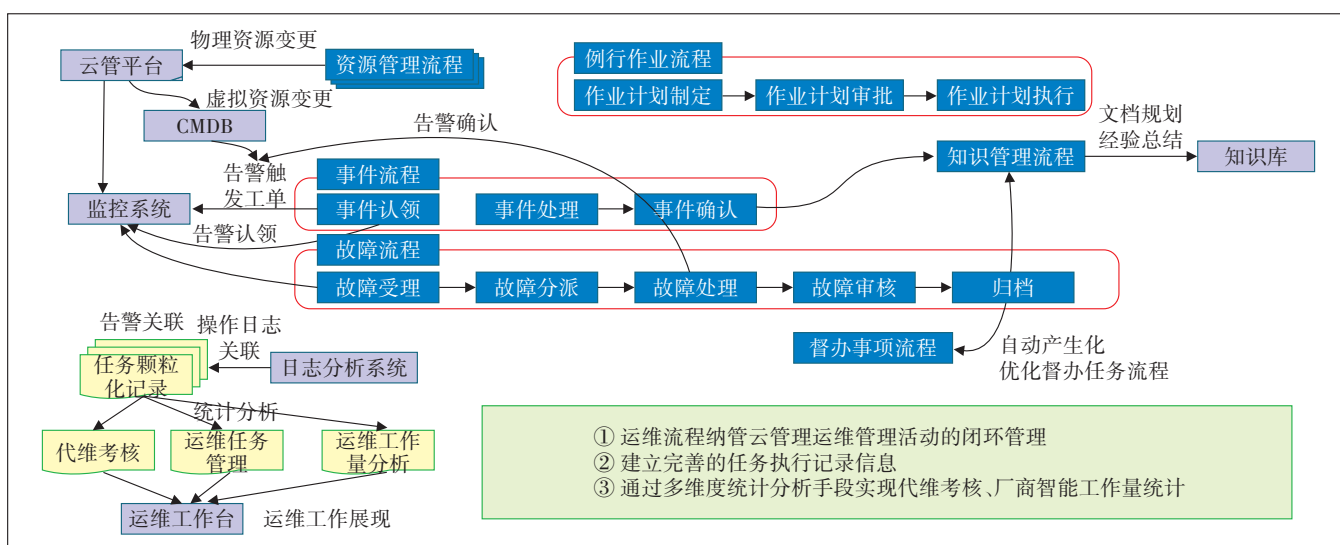 物理资源变更
云管平台
资源管理流程
例行作业流程
作业计划制定
作业计划审批
作业计划执行
虚拟资源变更
CMDB
告警确认
文档规划
经验总结
知识管理流程
知识库
告警触
发工单
事件流程
监控系统
事件认领
事件处理
事件确认
告警认领
故障流程
故障受理
故障分派
故障处理
故障审核
归档
告警关联
操作日志
关联
任务颗粒
化记录
日志分析系统
督办事项流程
自动产生化
优化督办任务流程
统计分析
代维考核
运维任务
管理
运维工作
量分析
运维工作台
运维工作展现
① 运维流程纳管云管理运维管理活动的闭环管理
② 建立完善的任务执行记录信息
③ 通过多维度统计分析手段实现代维考核、厂商智能工作量统计